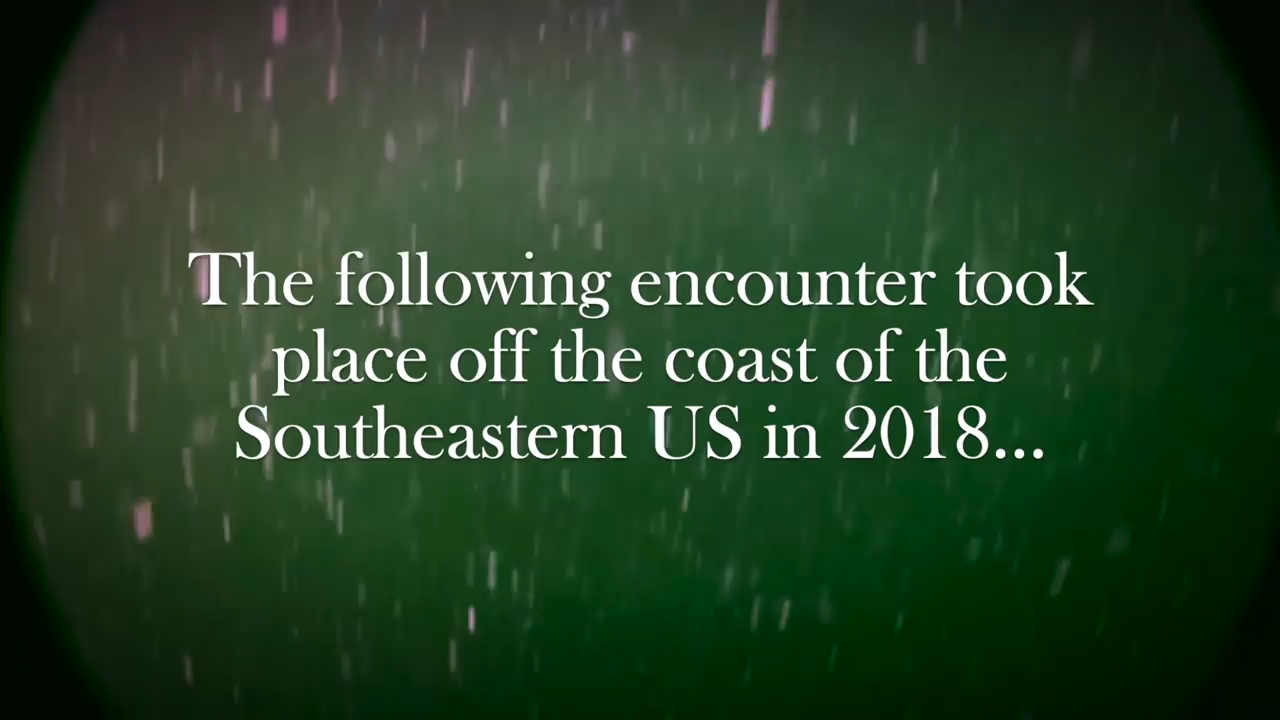 The following encounter took
place off the coast of the
Southeastern US in 2018...